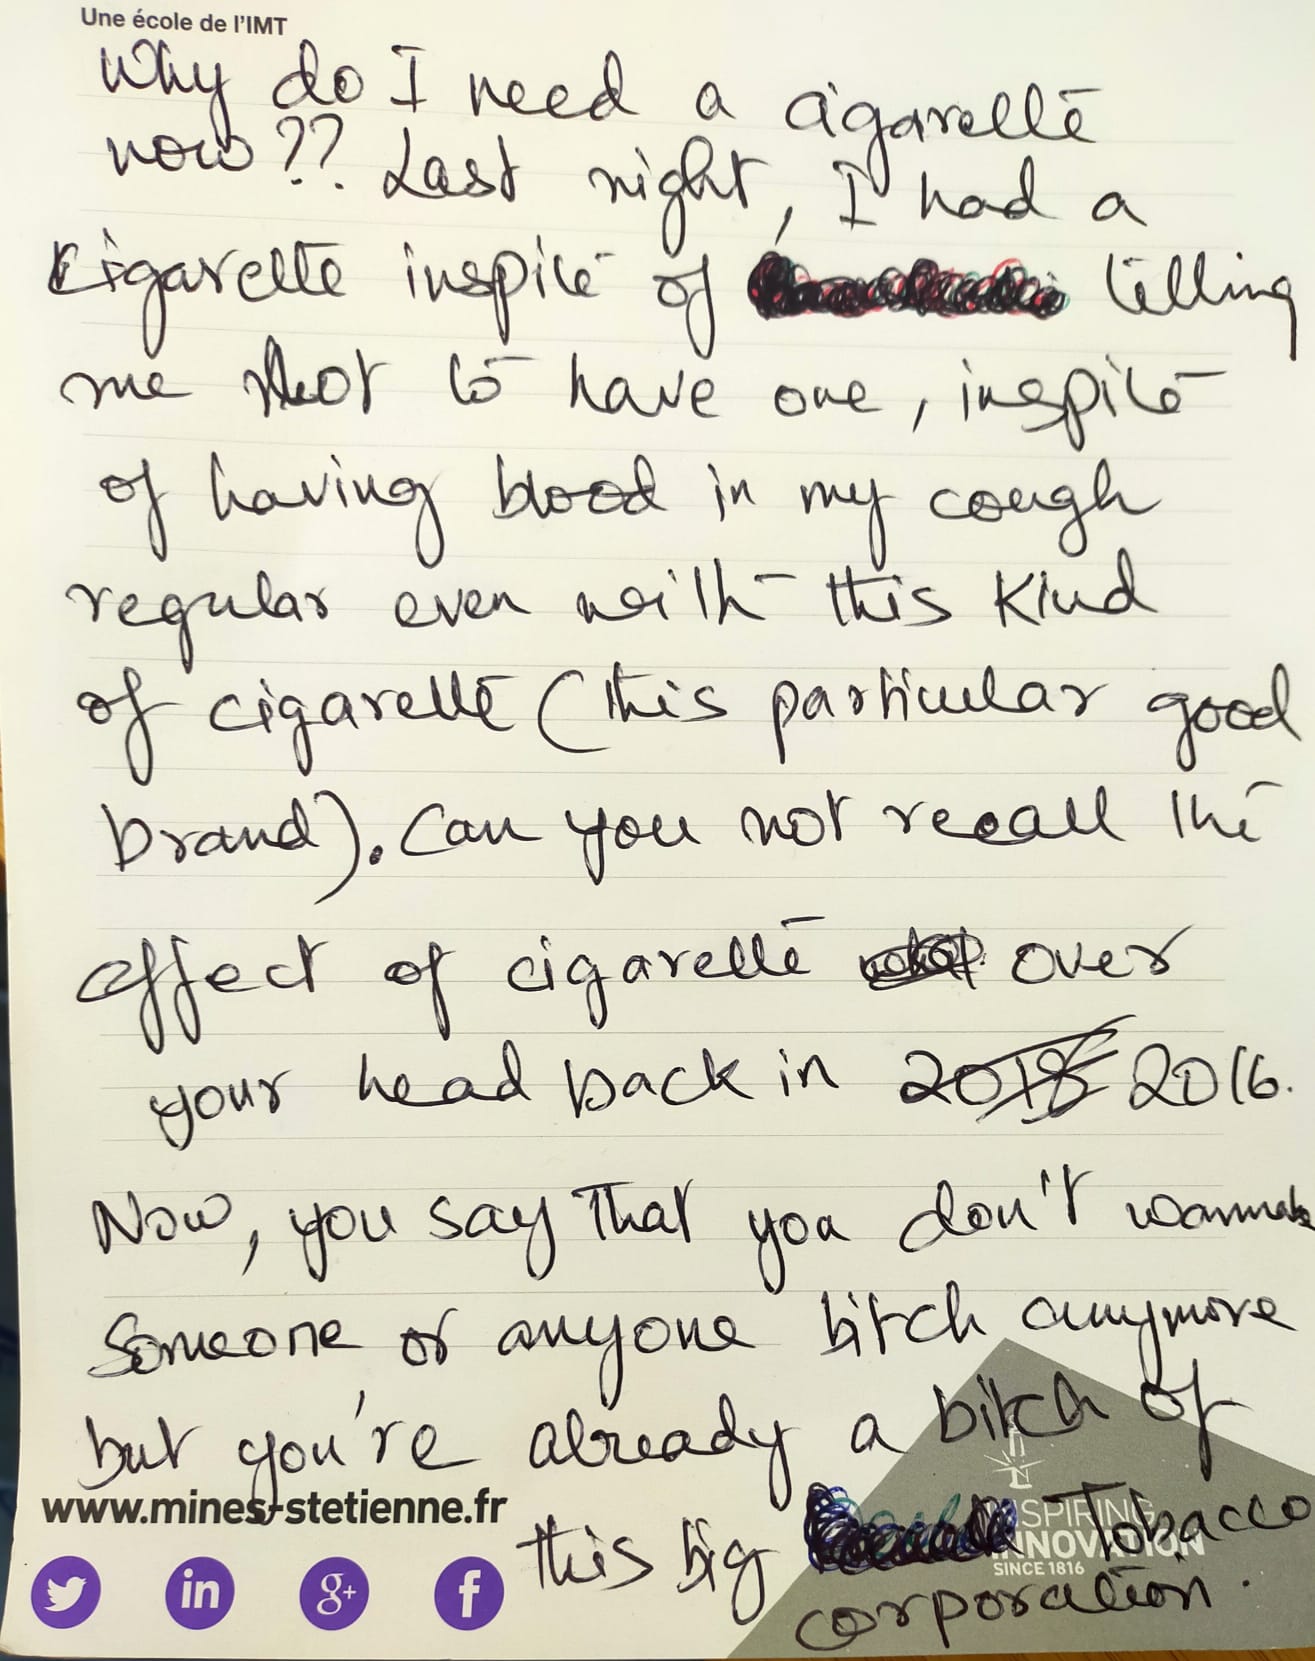 Une école de l'IMT
Why do I need a cigarette
now?? Last night, I had a
cigarette inspite of telling
me not to have one, inspite
of having blood in my cough
regular even with this kind
of cigarette (this particular good
brand). Can you not recall the
effect of cigarette over
your head back in 2018 2016.
Now, you say that you don't
someone or anyone bitch anymore
but you're already a bitch of
www.mines-stetienne.fr
this big Tobacco
corporation.
INSPIRING
INNOVATION
SINCE 1816
in
g+
f